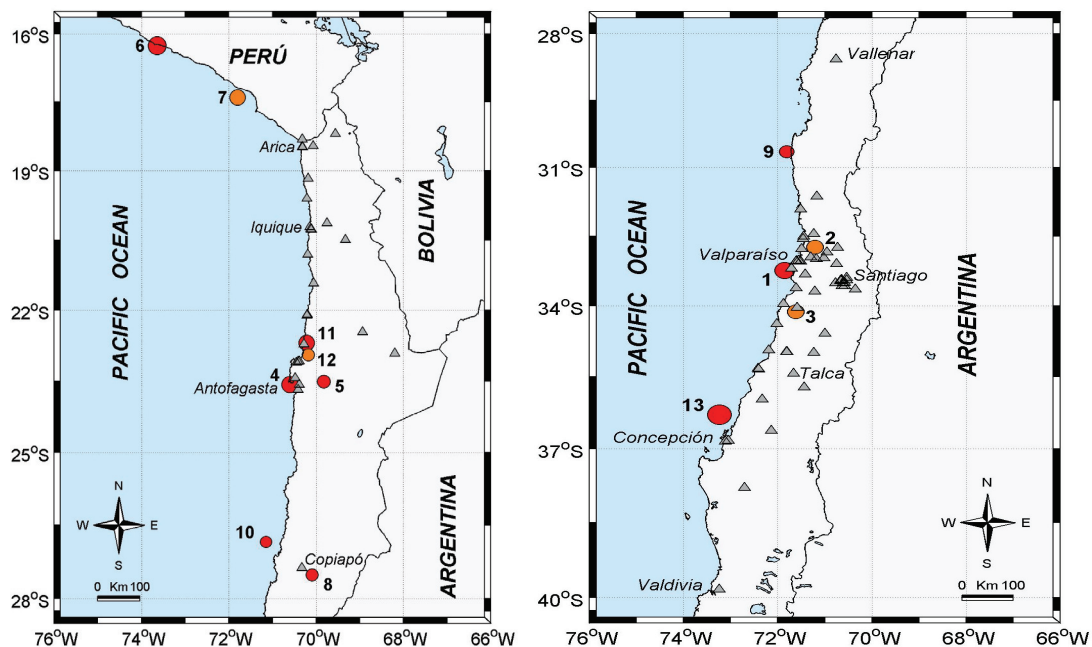 16°S
19°S
22°S
25°S
28°S
76°W
74°W
72°W
70°W
68°W
66°W
PERÚ
BOLIVIA
ARGENTINA
PACIFIC OCEAN
6
7
Arica
Iquique
11
12
4
5
Antofagasta
10
Copiapó
8
N
W E
S
0 Km 100
28°S
31°S
34°S
37°S
40°S
76°W
74°W
72°W
70°W
68°W
66°W
PACIFIC OCEAN
ARGENTINA
Vallenar
9
2
Valparaíso
1
Santiago
3
Talca
13
Concepción
Valdivia
N
W E
S
0 Km 100